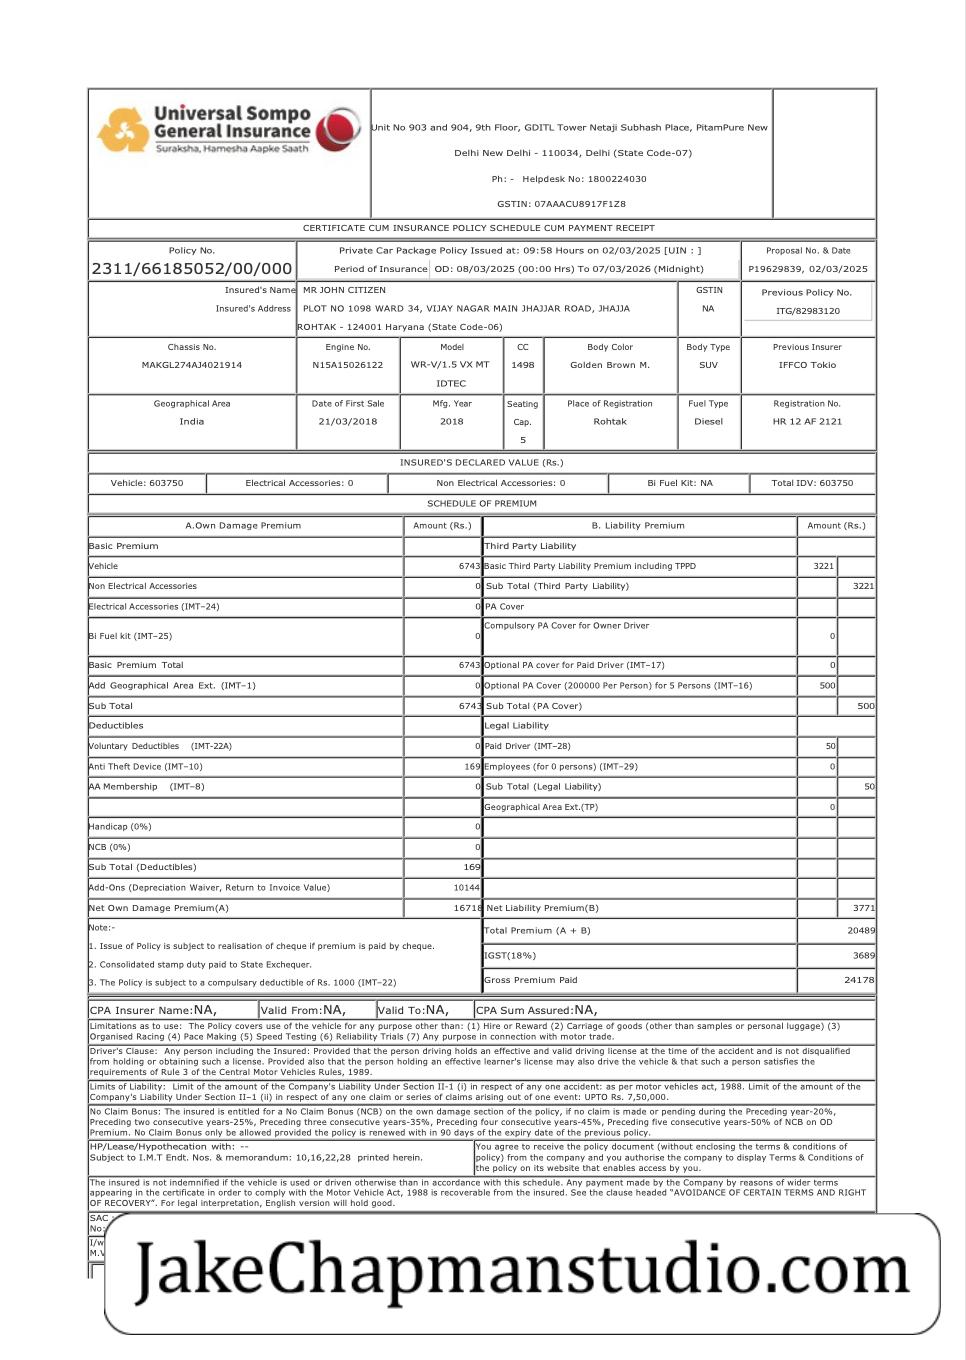 Universal Sompo
General Insurance
Suraksha, Hamesha Aapke Saath
Unit No 903 and 904, 9th Floor, GDITL Tower Netaji Subhash Place, PitamPure New
Delhi New Delhi - 110034, Delhi (State Code-07)
Ph: - Helpdesk No: 1800224030
GSTIN: 07AAACU8917F1Z8
CERTIFICATE CUM INSURANCE POLICY SCHEDULE CUM PAYMENT RECEIPT
Policy No. Private Car Package Policy Issued at: 09:58 Hours on 02/03/2025 [UIN : ] Proposal No. & Date
2311/66185052/00/000 Period of Insurance OD: 08/03/2025 (00:00 Hrs) To 07/03/2026 (Midnight) P19629839, 02/03/2025
Insured's Name MR JOHN CITIZEN GSTIN Previous Policy No.
Insured's Address PLOT NO 1098 WARD 34, VIJAY NAGAR MAIN JHAJJAR ROAD, JHAJJA NA ITG/82983120
ROHTAK - 124001 Haryana (State Code-06)
Chassis No. Engine No. Model CC Body Color Body Type Previous Insurer
MAKGL274AJ4021914 N15A15026122 WR-V/1.5 VX MT 1498 Golden Brown M. SUV IFFCO Tokio
IDTEC
Geographical Area Date of First Sale Mfg. Year Seating Place of Registration Fuel Type Registration No.
India 21/03/2018 2018 Cap. Rohtak Diesel HR 12 AF 2121
5
INSURED'S DECLARED VALUE (Rs.)
Vehicle: 603750 Electrical Accessories: 0 Non Electrical Accessories: 0 Bi Fuel Kit: NA Total IDV: 603750
SCHEDULE OF PREMIUM
A.Own Damage Premium Amount (Rs.) B. Liability Premium Amount (Rs.)
Basic Premium Third Party Liability
Vehicle 6743 Basic Third Party Liability Premium including TPPD 3221
Non Electrical Accessories 0 Sub Total (Third Party Liability) 3221
Electrical Accessories (IMT–24) 0 PA Cover
Bi Fuel kit (IMT–25) 0 Compulsory PA Cover for Owner Driver 0
Basic Premium Total 6743 Optional PA cover for Paid Driver (IMT–17) 0
Add Geographical Area Ext. (IMT–1) 0 Optional PA Cover (200000 Per Person) for 5 Persons (IMT–16) 500
Sub Total 6743 Sub Total (PA Cover) 500
Deductibles Legal Liability
Voluntary Deductibles (IMT-22A) 0 Paid Driver (IMT–28) 50
Anti Theft Device (IMT–10) 169 Employees (for 0 persons) (IMT–29) 0
AA Membership (IMT–8) 0 Sub Total (Legal Liability) 50
Geographical Area Ext.(TP) 0
Handicap (0%) 0
NCB (0%) 0
Sub Total (Deductibles) 169
Add-Ons (Depreciation Waiver, Return to Invoice Value) 10144
Net Own Damage Premium(A) 16718 Net Liability Premium(B) 3771
Note:- Total Premium (A + B) 20489
1. Issue of Policy is subject to realisation of cheque if premium is paid by cheque.
2. Consolidated stamp duty paid to State Exchequer. IGST(18%) 3689
3. The Policy is subject to a compulsary deductible of Rs. 1000 (IMT–22) Gross Premium Paid 24178
CPA Insurer Name:NA, Valid From:NA, Valid To:NA, CPA Sum Assured:NA,
Limitations as to use: The Policy covers use of the vehicle for any purpose other than: (1) Hire or Reward (2) Carriage of goods (other than samples or personal luggage) (3)
Organised Racing (4) Pace Making (5) Speed Testing (6) Reliability Trials (7) Any purpose in connection with motor trade.
Driver's Clause: Any person including the Insured: Provided that the person driving holds an effective and valid driving license at the time of the accident and is not disqualified
from holding or obtaining such a license. Provided also that the person holding an effective learner's license may also drive the vehicle & that such a person satisfies the
requirements of Rule 3 of the Central Motor Vehicles Rules, 1989.
Limits of Liability: Limit of the amount of the Company's Liability Under Section II-1 (i) in respect of any one accident: as per motor vehicles act, 1988. Limit of the amount of the
Company's Liability Under Section II–1 (ii) in respect of any one claim or series of claims arising out of one event: UPTO Rs. 7,50,000.
No Claim Bonus: The insured is entitled for a No Claim Bonus (NCB) on the own damage section of the policy, if no claim is made or pending during the Preceding year-20%,
Preceding two consecutive years-25%, Preceding three consecutive years-35%, Preceding four consecutive years-45%, Preceding five consecutive years-50% of NCB on OD
Premium. No Claim Bonus only be allowed provided the policy is renewed with in 90 days of the expiry date of the previous policy.
HP/Lease/Hypothecation with: --
Subject to I.M.T Endt. Nos. & memorandum: 10,16,22,28 printed herein.
You agree to receive the policy document (without enclosing the terms & conditions of
policy) from the company and you authorise the company to display Terms & Conditions of
the policy on its website that enables access by you.
The insured is not indemnified if the vehicle is used or driven otherwise than in accordance with this schedule. Any payment made by the Company by reasons of wider terms
appearing in the certificate in order to comply with the Motor Vehicle Act, 1988 is recoverable from the insured. See the clause headed "AVOIDANCE OF CERTAIN TERMS AND RIGHT
OF RECOVERY". For legal interpretation, English version will hold good.
SAC
No:
I/w
M.V
JakeChapmanstudio.com